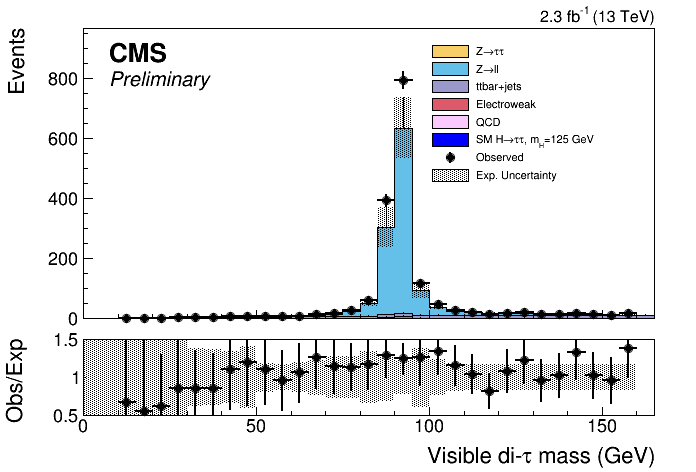 2.3 fb⁻¹ (13 TeV)
CMS
Preliminary
Events
800
600
400
200
0
Z→ττ
Z→ll
ttbar+jets
Electroweak
QCD
SM H→ττ, m_H=125 GeV
Observed
Exp. Uncertainty
Obs/Exp
1.5
1
0.5
0 50 100 150
Visible di-τ mass (GeV)